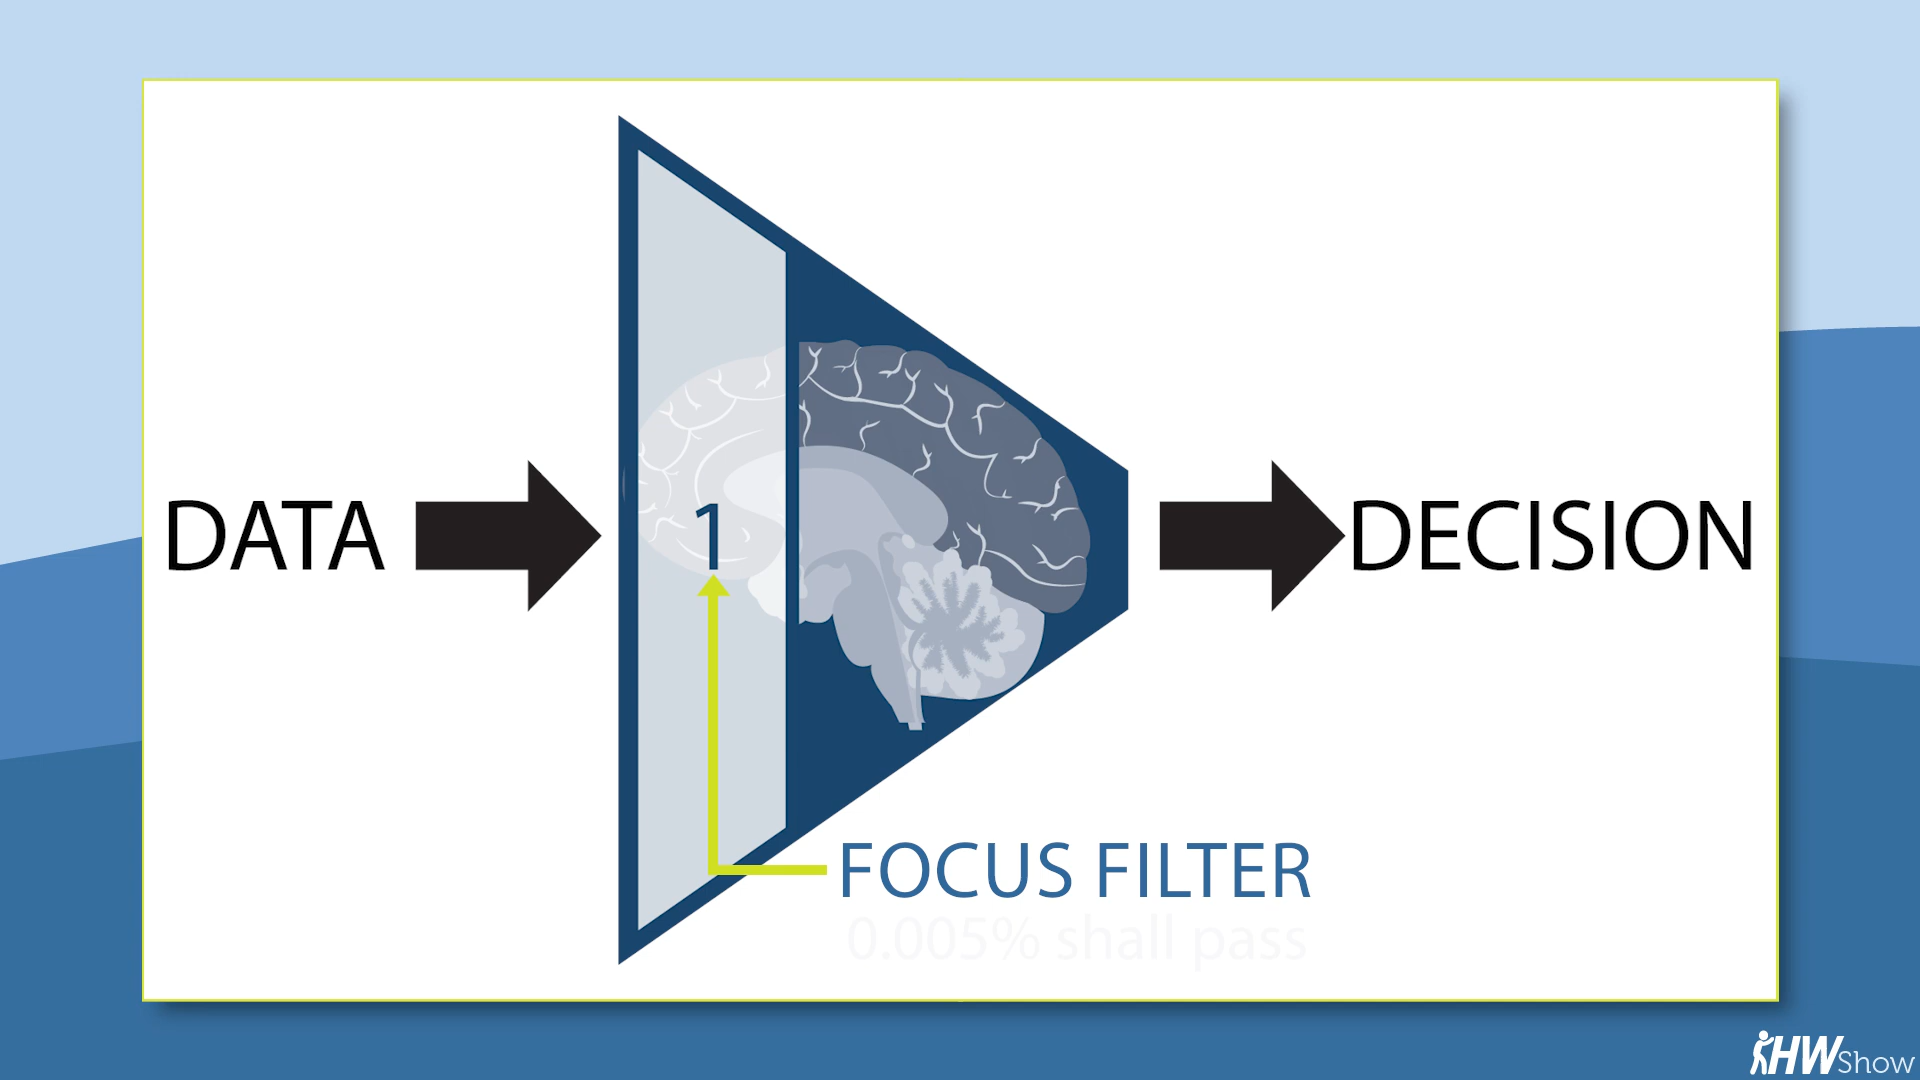 DATA
1
DECISION
FOCUS FILTER
0.005% shall pass
HWShow